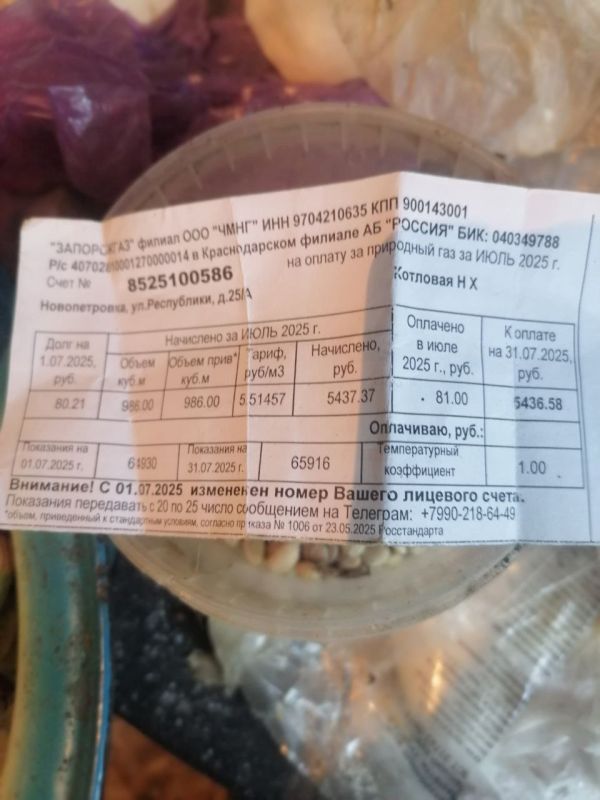 "ЗАПОРОЖГАЗ" филиал ООО "ЧМНГ" ИНН 9704210635 КПП 900143001
Р/с 40702810001270000014 в Краснодарском филиале АБ "РОССИЯ" БИК: 040349788
Счет № 8525100586 на оплату за природный газ за ИЮЛЬ 2025 г.
Новопетровка, ул.Республики, д.25/А Котловая Н Х
Долг на 1.07.2025, руб.
Начислено за ИЮЛЬ 2025 г.
Объем куб.м
Объем прив* куб.м
Тариф, руб/м3
Начислено, руб.
Оплачено в июле 2025 г., руб.
К оплате на 31.07.2025, руб.
80.21 986.00 986.00 5.51457 5437.37 81.00 5436.58
Оплачиваю, руб.:
Показания на 01.07.2025 г. 64930 Показания на 31.07.2025 г. 65916 Температурный коэффициент 1.00
Внимание! С 01.07.2025 изменен номер Вашего лицевого счета.
Показания передавать с 20 по 25 число сообщением на Телеграм: +7990-218-64-49
*объем, приведенный к стандартным условиям, согласно приказа № 1006 от 23.05.2025 Росстандарта